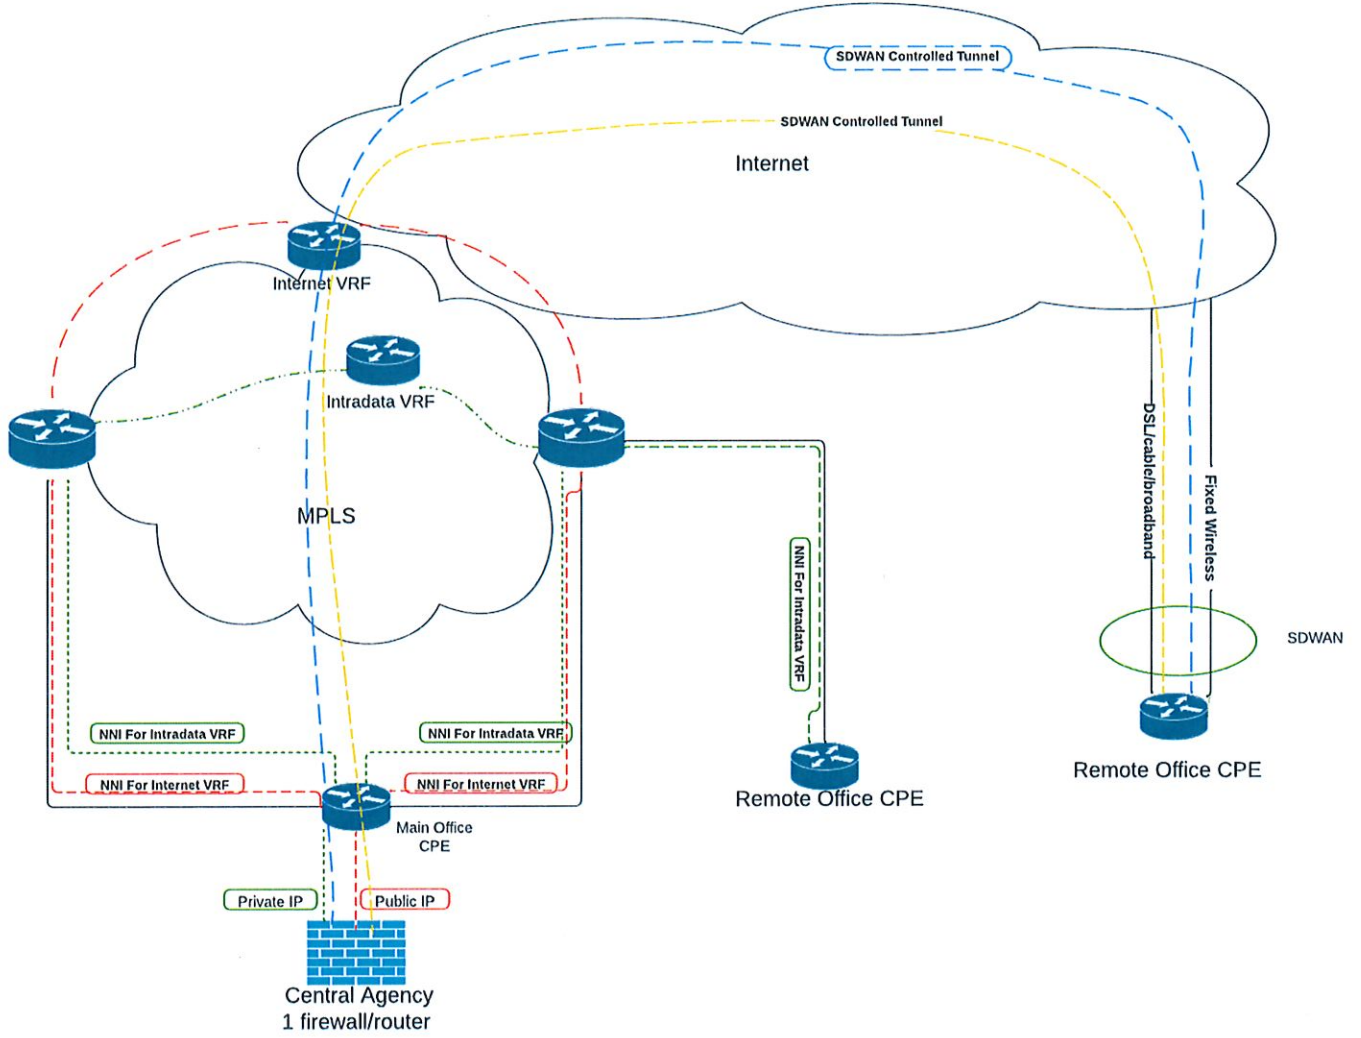 SDWAN Controlled Tunnel
SDWAN Controlled Tunnel
Internet
Internet VRF
Intradata VRF
MPLS
DSL/cable/broadband
Fixed Wireless
NNI For Intradata VRF
SDWAN
NNI For Intradata VRF
NNI For Intradata VRF
NNI For Internet VRF
NNI For Internet VRF
Remote Office CPE
Remote Office CPE
Main Office
CPE
Private IP
Public IP
Central Agency
1 firewall/router